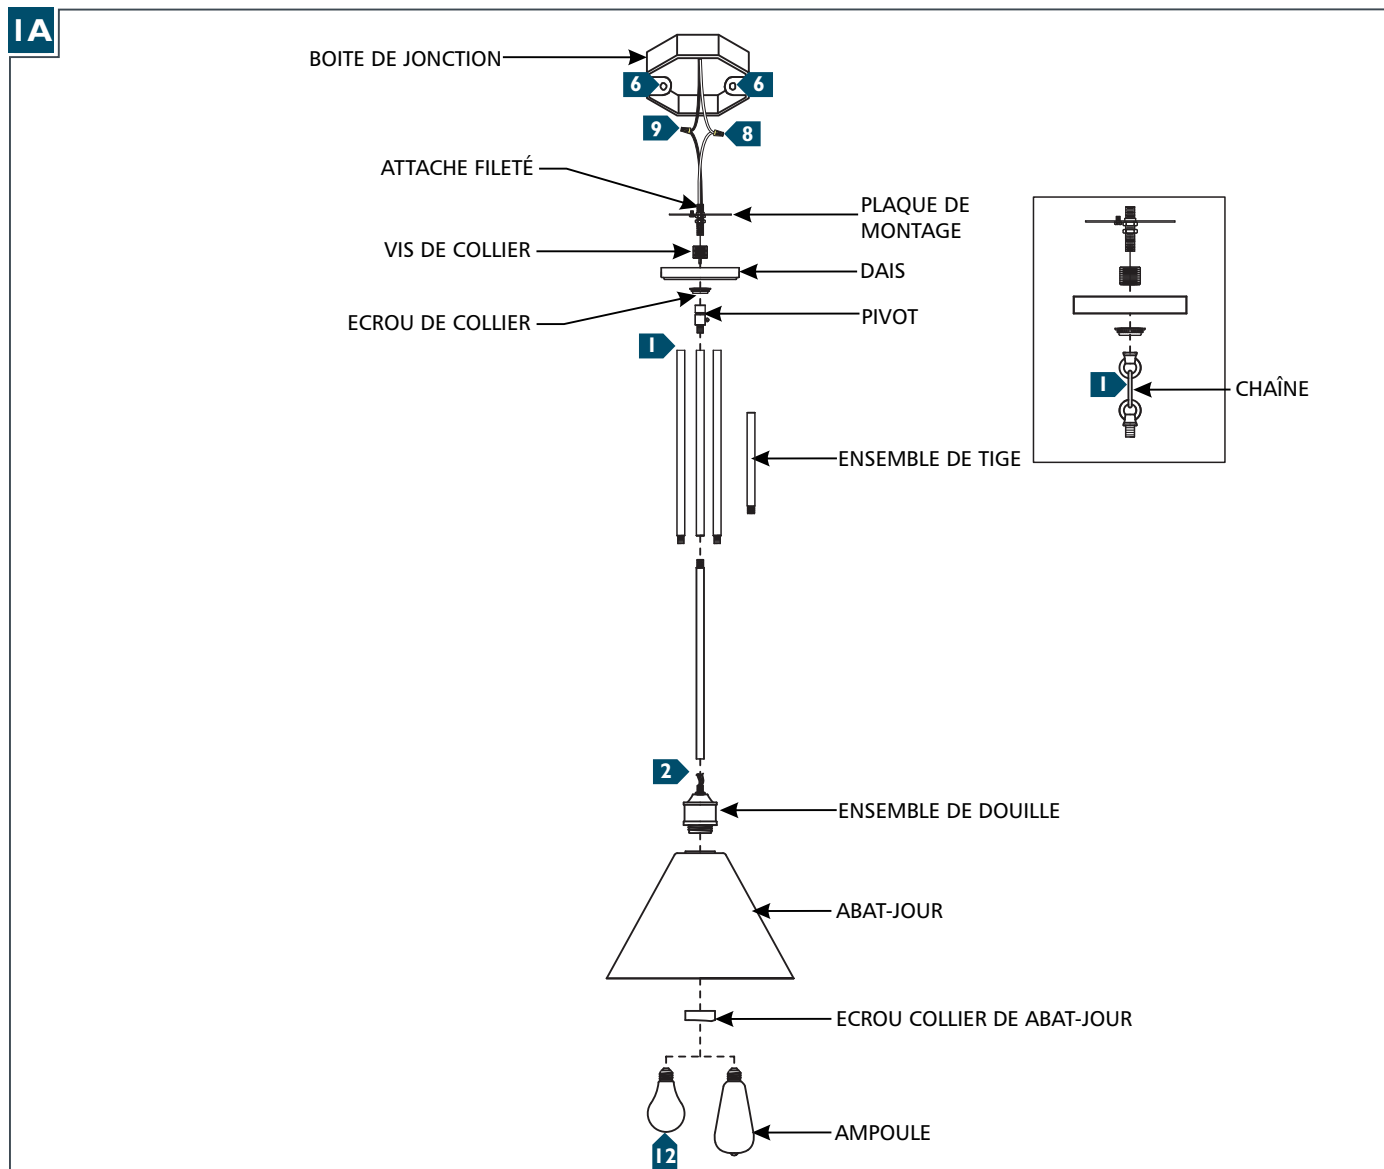 1A
BOITE DE JONCTION
6
6
9
8
ATTACHE FILETÉ
PLAQUE DE
MONTAGE
VIS DE COLLIER
DAIS
ECROU DE COLLIER
PIVOT
1
1
CHAÎNE
ENSEMBLE DE TIGE
2
ENSEMBLE DE DOUILLE
ABAT-JOUR
ECROU COLLIER DE ABAT-JOUR
AMPOULE
12